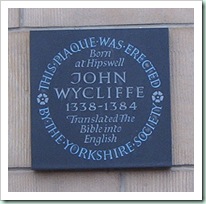 THIS·PLAQUE·WAS·ERECTED
BY·THE·YORKSHIRE·SOCIETY
Born
at Hipswell
JOHN
WYCLIFFE
1338-1384
Translated The
Bible into
English